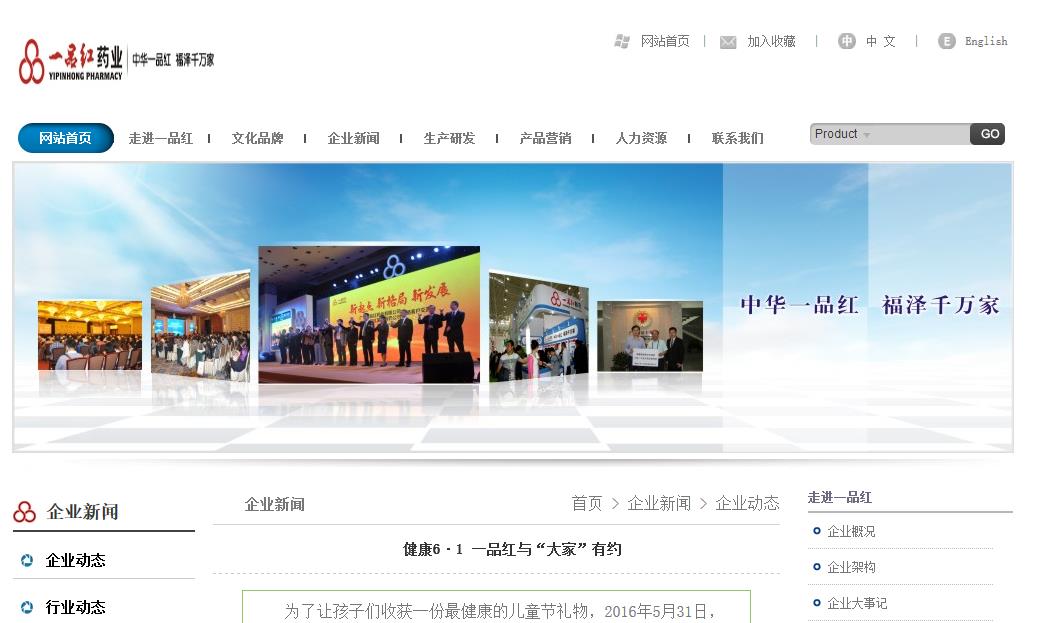 网站首页 | 加入收藏 | 中 文 | English
一品红药业 中华一品红 福泽千万家
YIPINHONG PHARMACY
网站首页 走进一品红 文化品牌 企业新闻 生产研发 产品营销 人力资源 联系我们 Product GO
新起点 新格局 新发展
中华一品红 福泽千万家
企业新闻
企业动态
行业动态
企业新闻 首页 > 企业新闻 > 企业动态
健康6·1 一品红与“大家”有约
为了让孩子们收获一份最健康的儿童节礼物，2016年5月31日，
走进一品红
企业概况
企业架构
企业大事记